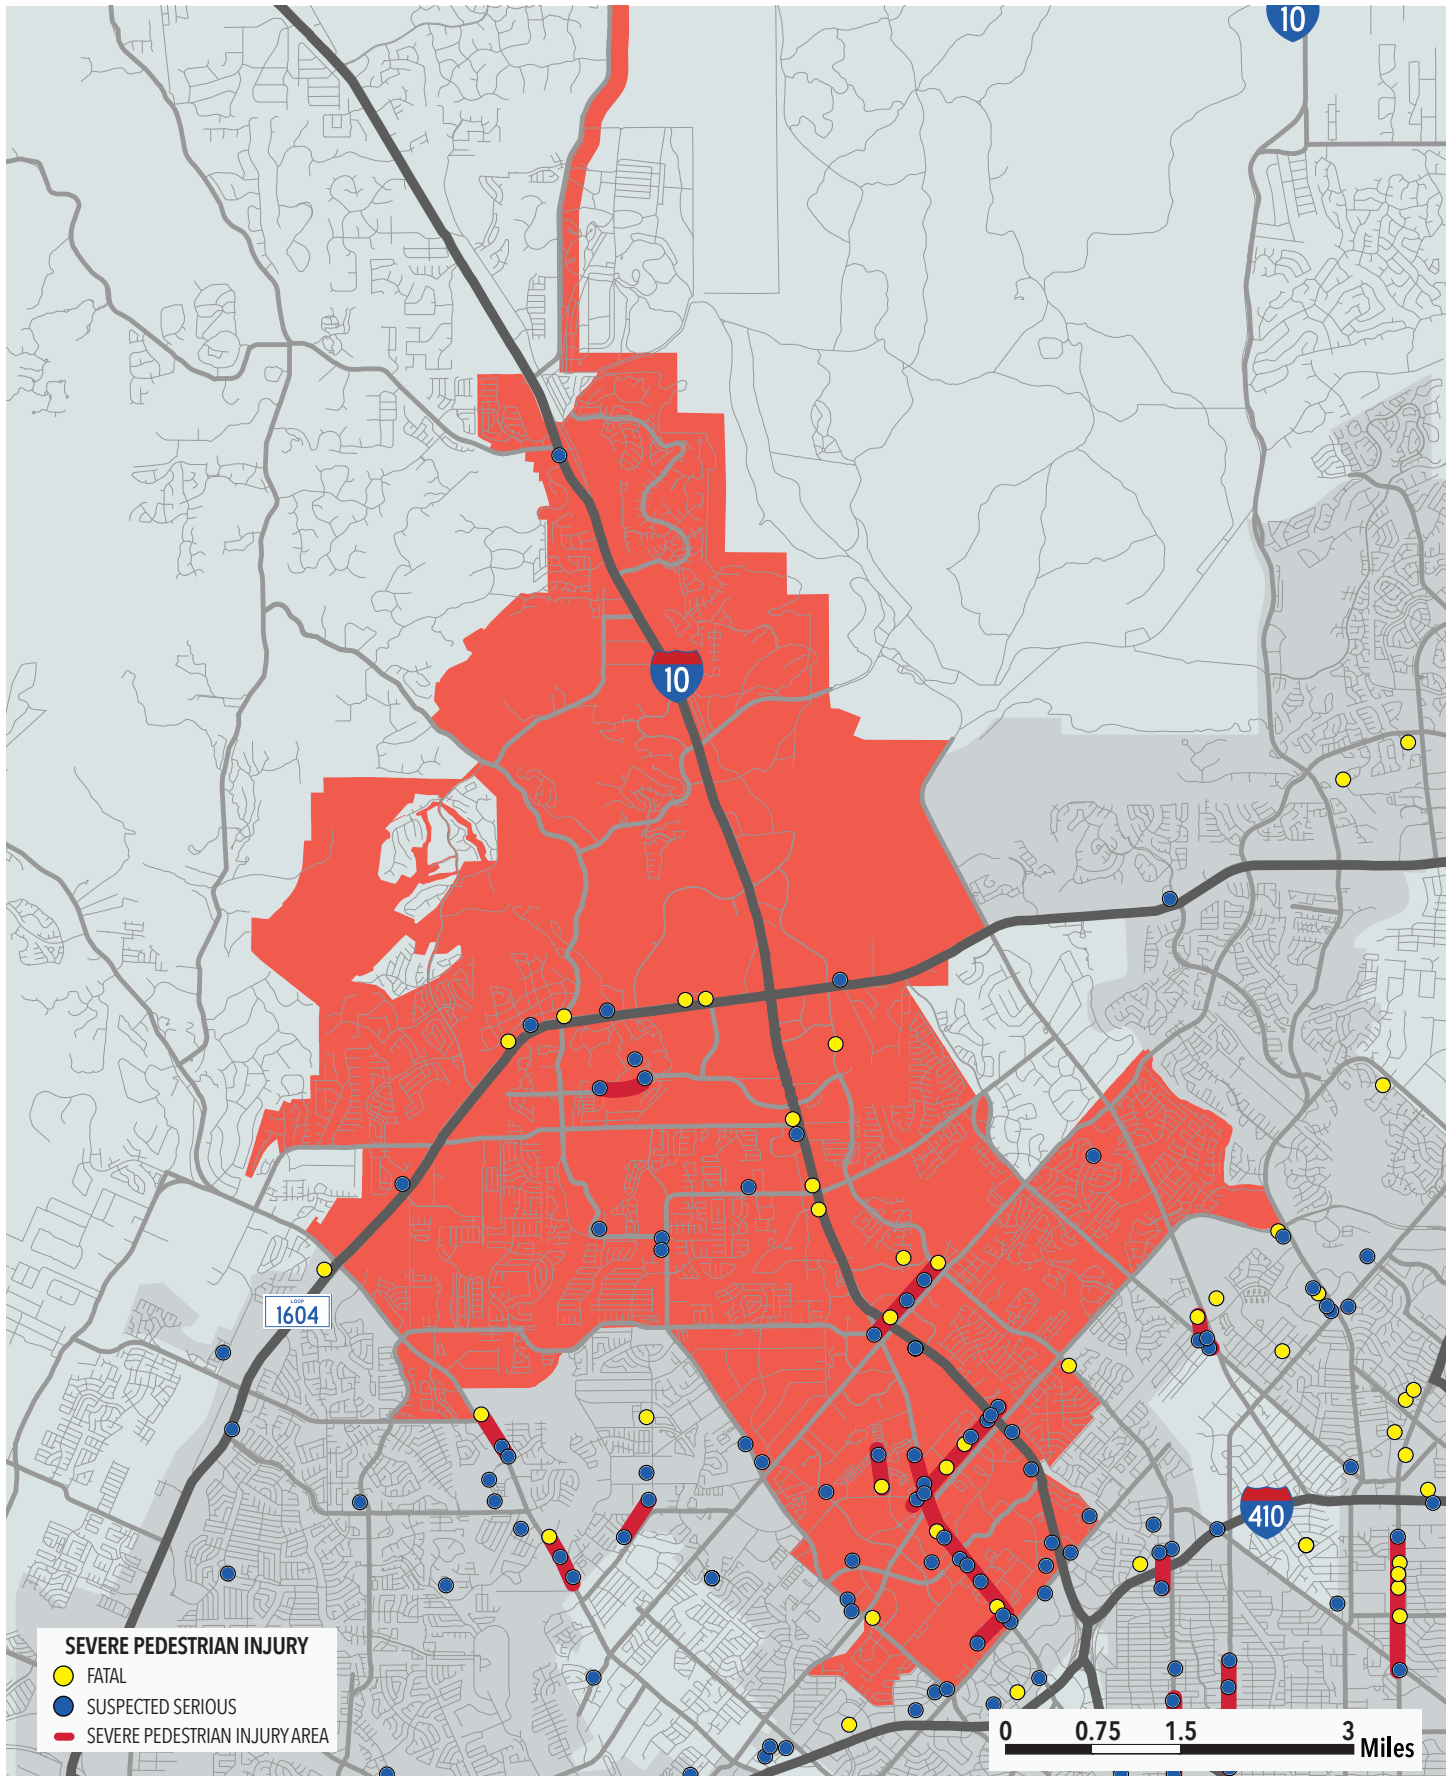 10
10
LOOP
1604
410
SEVERE PEDESTRIAN INJURY
FATAL
SUSPECTED SERIOUS
SEVERE PEDESTRIAN INJURY AREA
0 0.75 1.5 3
Miles